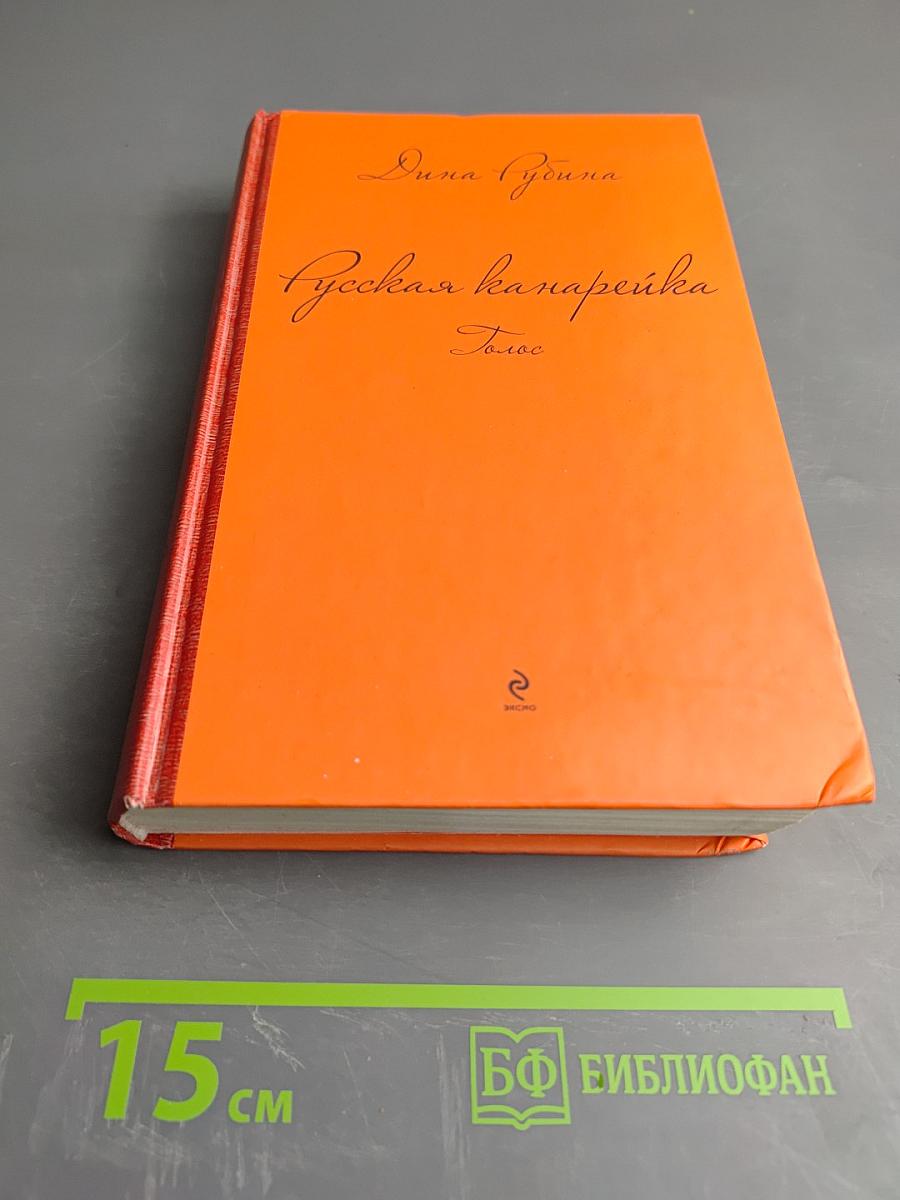 Дина Рубина
Русская канарейка
Голос
ЭКСМО
15 см
БФ БИБЛИОФАН